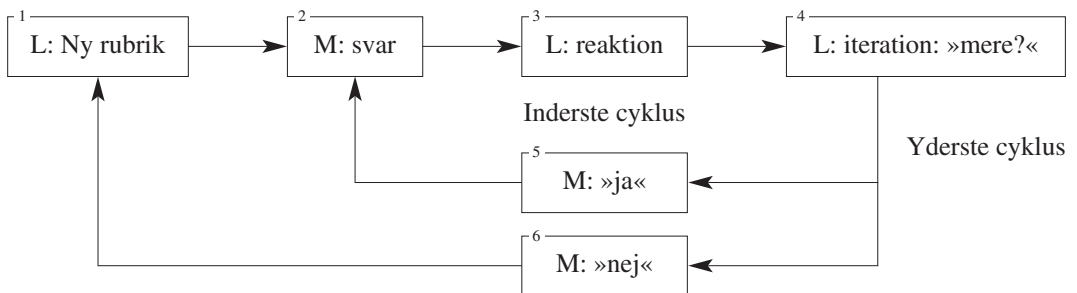 1
L: Ny rubrik
2
M: svar
3
L: reaktion
4
L: iteration: »mere?«
Inderste cyklus
Yderste cyklus
5
M: »ja«
6
M: »nej«